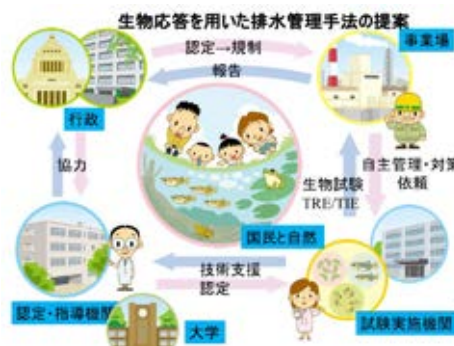 生物応答を用いた排水管理手法の提案
認定→規制
報告
事業場
行政
協力
生物試験
TRE/TIE
自主管理・対策
依頼
国民と自然
技術支援
認定
認定・指導機関
大学
試験実施機関